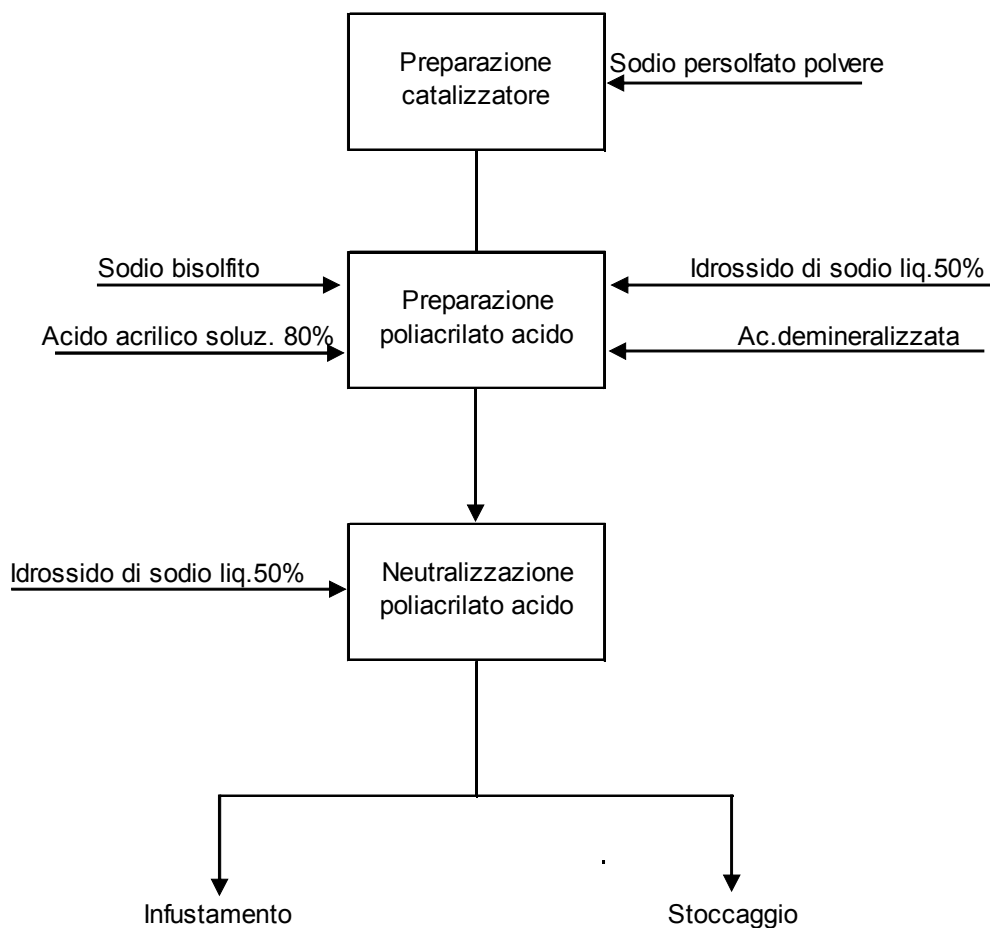 Preparazione
catalizzatore
Sodio persolfato polvere
Sodio bisolfito
Acido acrilico soluz. 80%
Preparazione
poliacrilato acido
Idrossido di sodio liq.50%
Ac.demineralizzata
Idrossido di sodio liq.50%
Neutralizzazione
poliacrilato acido
Infustamento
Stoccaggio